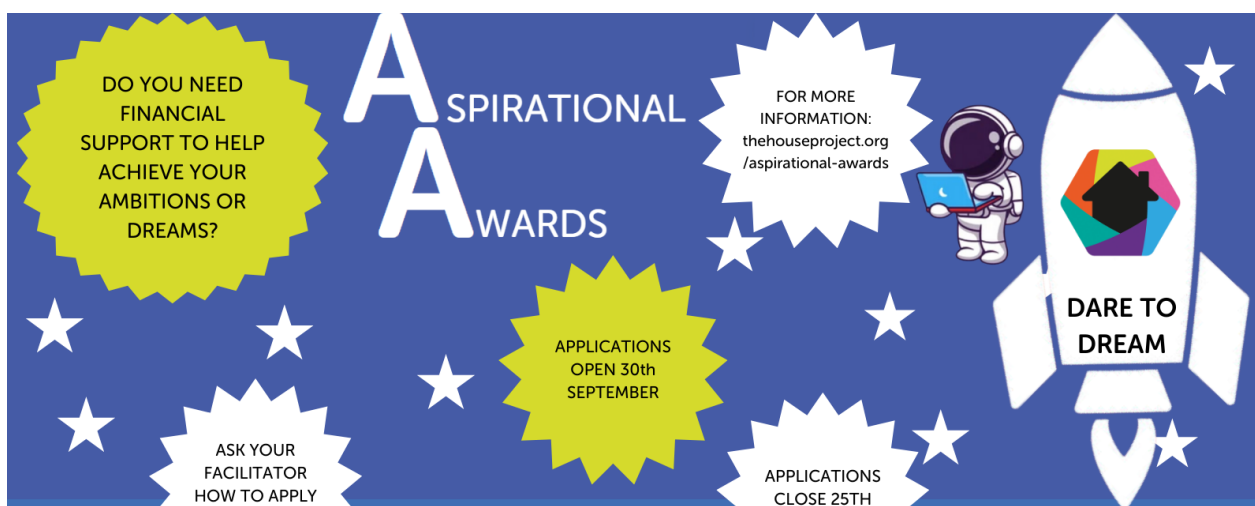 DO YOU NEED
FINANCIAL
SUPPORT TO HELP
ACHIEVE YOUR
AMBITIONS OR
DREAMS?
ASPIRATIONAL
AWARDS
FOR MORE
INFORMATION:
thehouseproject.org
/aspirational-awards
DARE TO
DREAM
APPLICATIONS
OPEN 30th
SEPTEMBER
ASK YOUR
FACILITATOR
HOW TO APPLY
APPLICATIONS
CLOSE 25TH